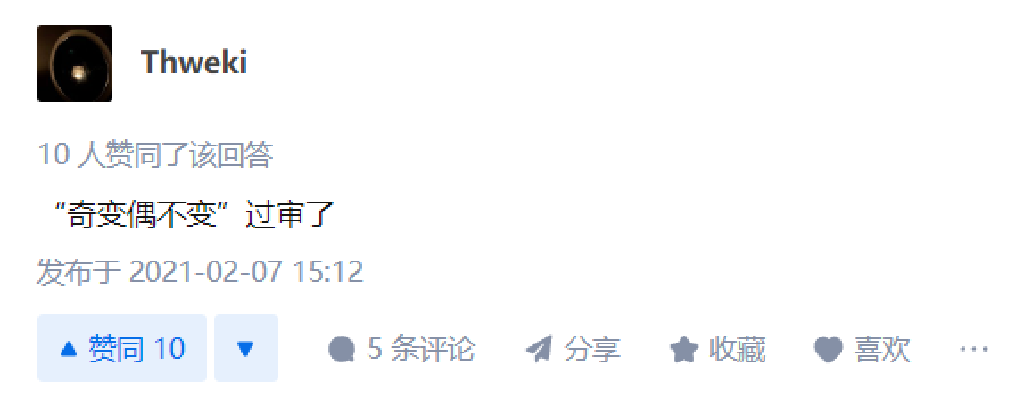 Thweki
10 人赞同了该回答
“奇变偶不变”过审了
发布于 2021-02-07 15:12
赞同 10 5 条评论 分享 收藏 喜欢